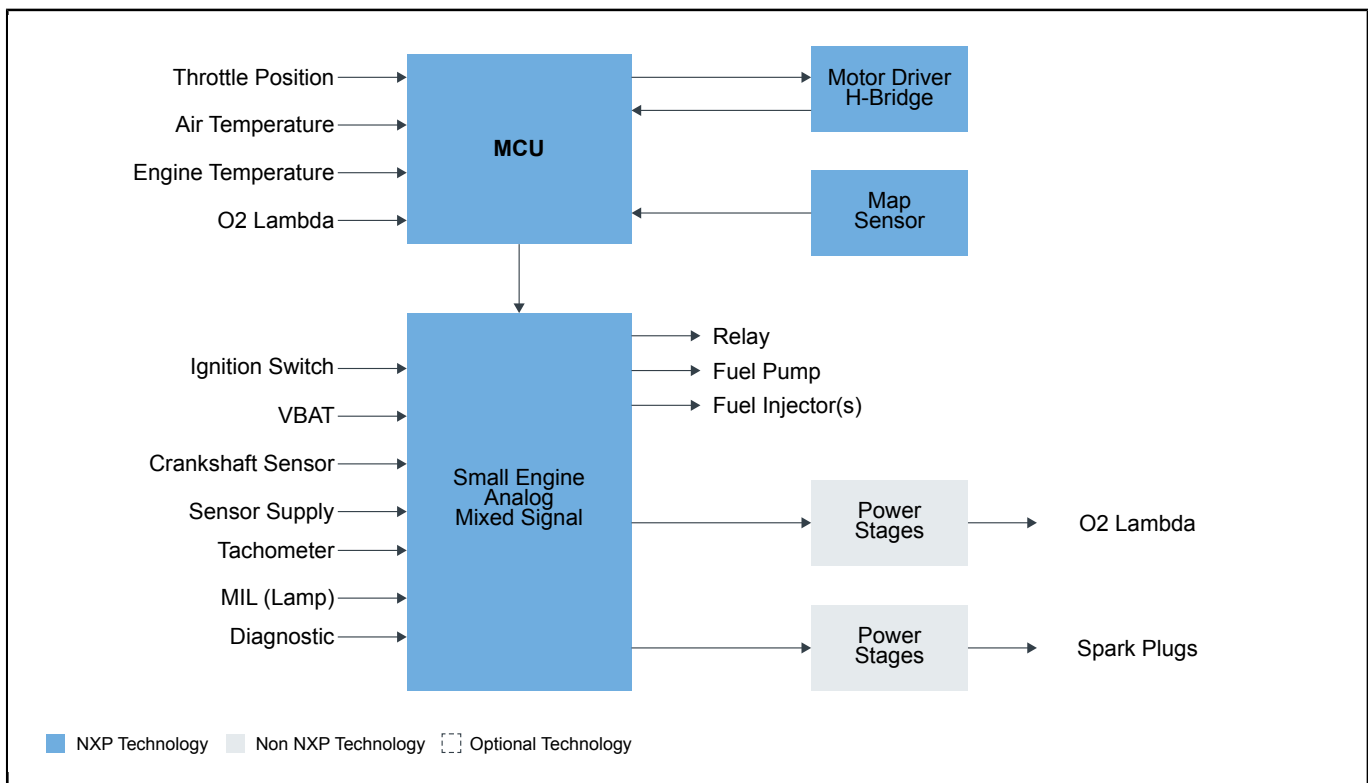 Throttle Position
Air Temperature
Engine Temperature
O2 Lambda
MCU
Motor Driver
H-Bridge
Map
Sensor
Ignition Switch
VBAT
Crankshaft Sensor
Sensor Supply
Tachometer
MIL (Lamp)
Diagnostic
Small Engine
Analog
Mixed Signal
Relay
Fuel Pump
Fuel Injector(s)
Power
Stages
O2 Lambda
Power
Stages
Spark Plugs
NXP Technology
Non NXP Technology
Optional Technology